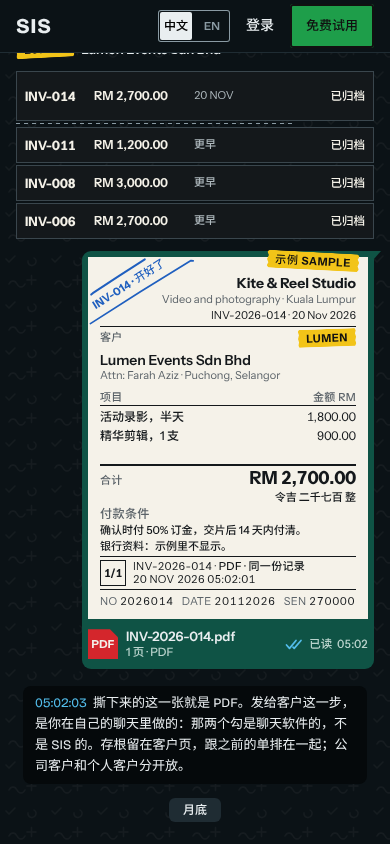 SIS
中文
EN
登录
免费试用
INV-014 RM 2,700.00 20 NOV 已归档
INV-011 RM 1,200.00 更早 已归档
INV-008 RM 3,000.00 更早 已归档
INV-006 RM 2,700.00 更早 已归档
示例 SAMPLE
INV-014 · 开好了
Kite & Reel Studio
Video and photography · Kuala Lumpur
INV-2026-014 · 20 Nov 2026
客户
LUMEN
Lumen Events Sdn Bhd
Attn: Farah Aziz · Puchong, Selangor
项目 金额 RM
活动录影，半天 1,800.00
精华剪辑，1 支 900.00
合计 RM 2,700.00
令吉 二千七百 整
付款条件
确认时付 50% 订金，交片后 14 天内付清。
银行资料：示例里不显示。
1/1
INV-2026-014 · PDF · 同一份记录
20 NOV 2026 05:02:01
NO 2026014 DATE 20112026 SEN 270000
PDF
INV-2026-014.pdf
1 页 · PDF
已读 05:02
05:02:03 撕下来的这一张就是 PDF。发给客户这一步，
是你在自己的聊天里做的：那两个勾是聊天软件的，不
是 SIS 的。存根留在客户页，跟之前的单排在一起；公
司客户和个人客户分开放。
月底